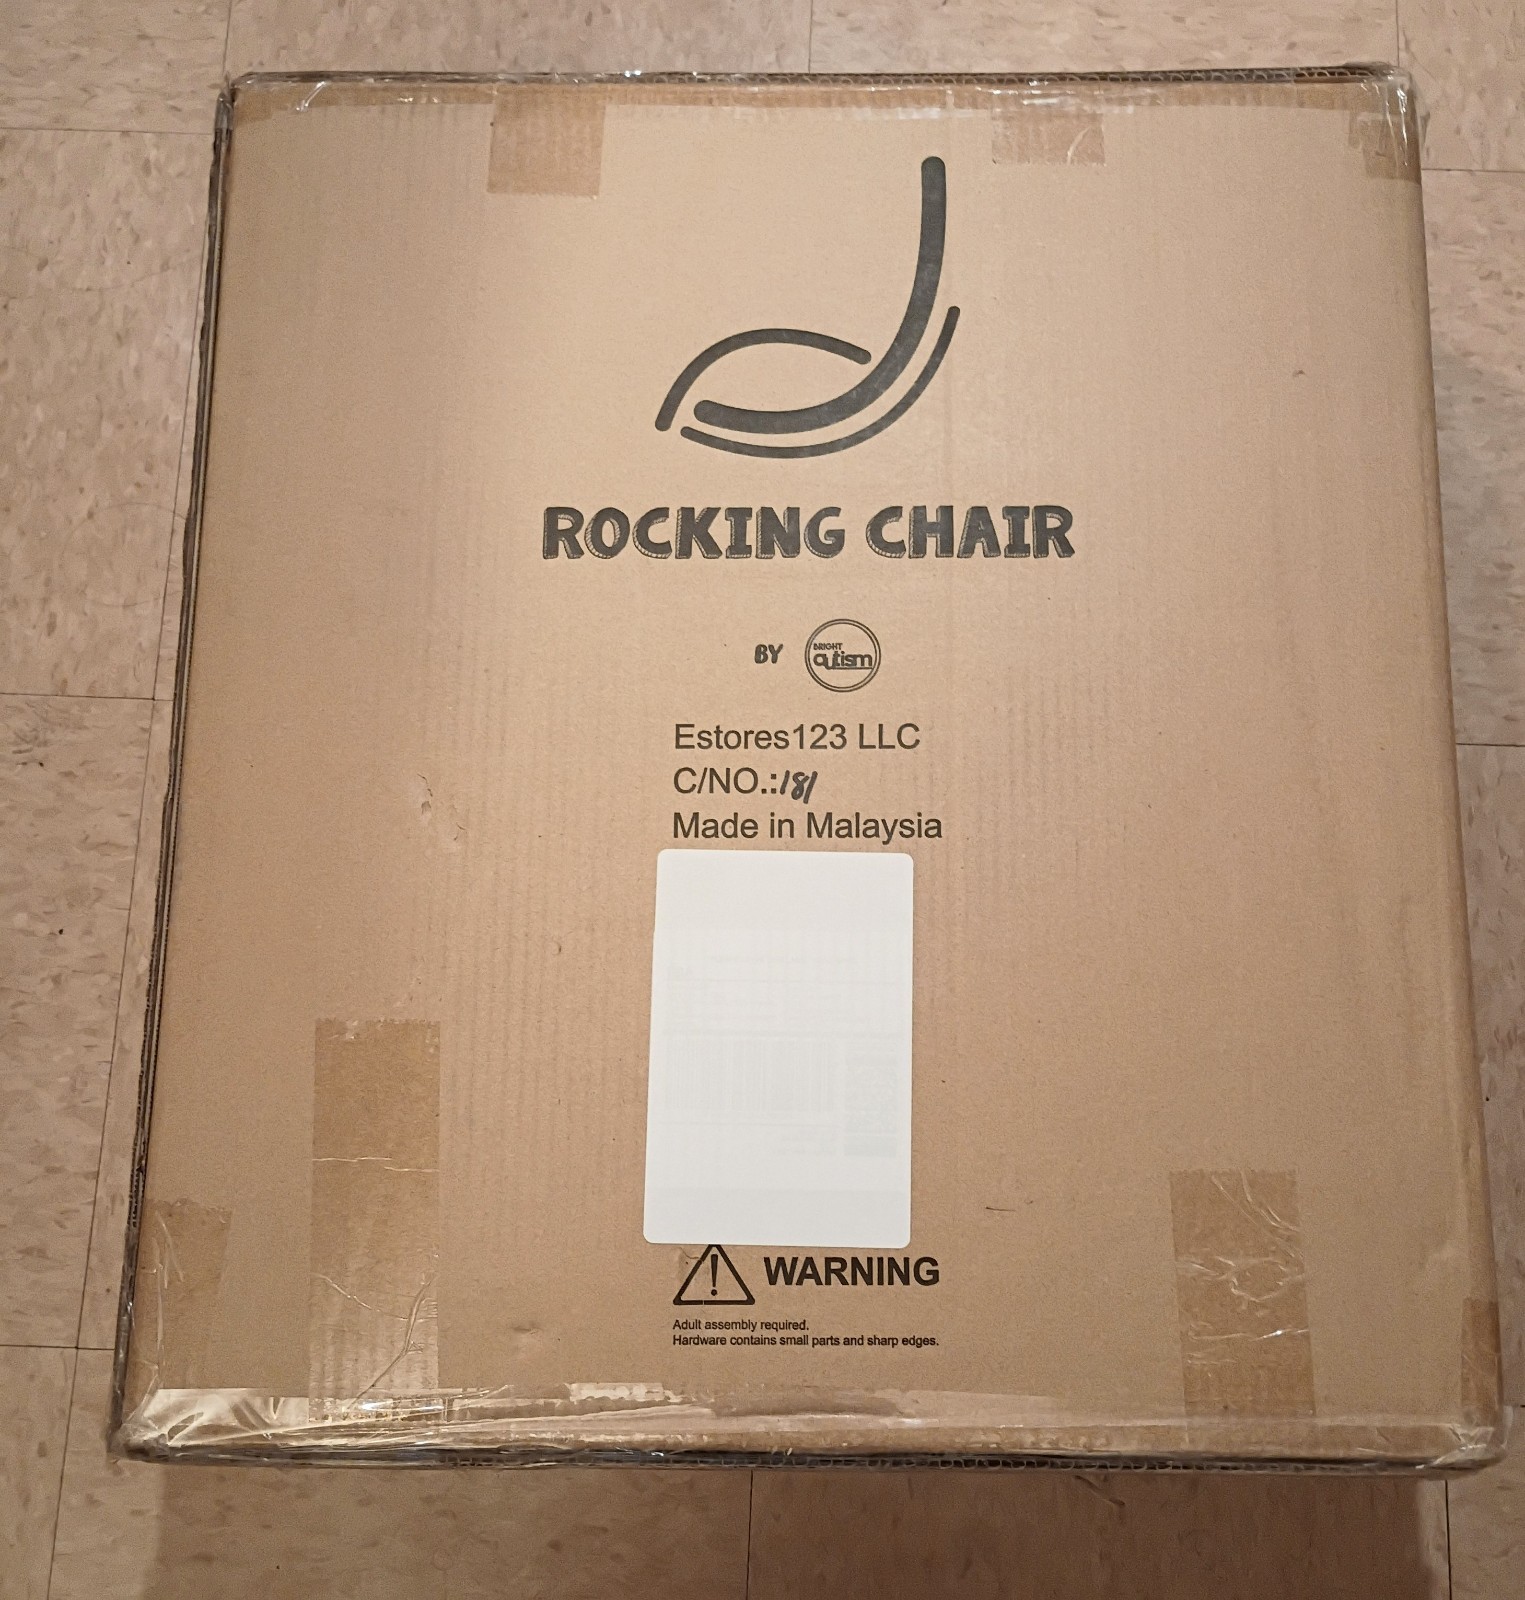 ROCKING CHAIR
BY BRIGHT autism
Estores123 LLC
C/NO.:181
Made in Malaysia
WARNING
Adult assembly required.
Hardware contains small parts and sharp edges.